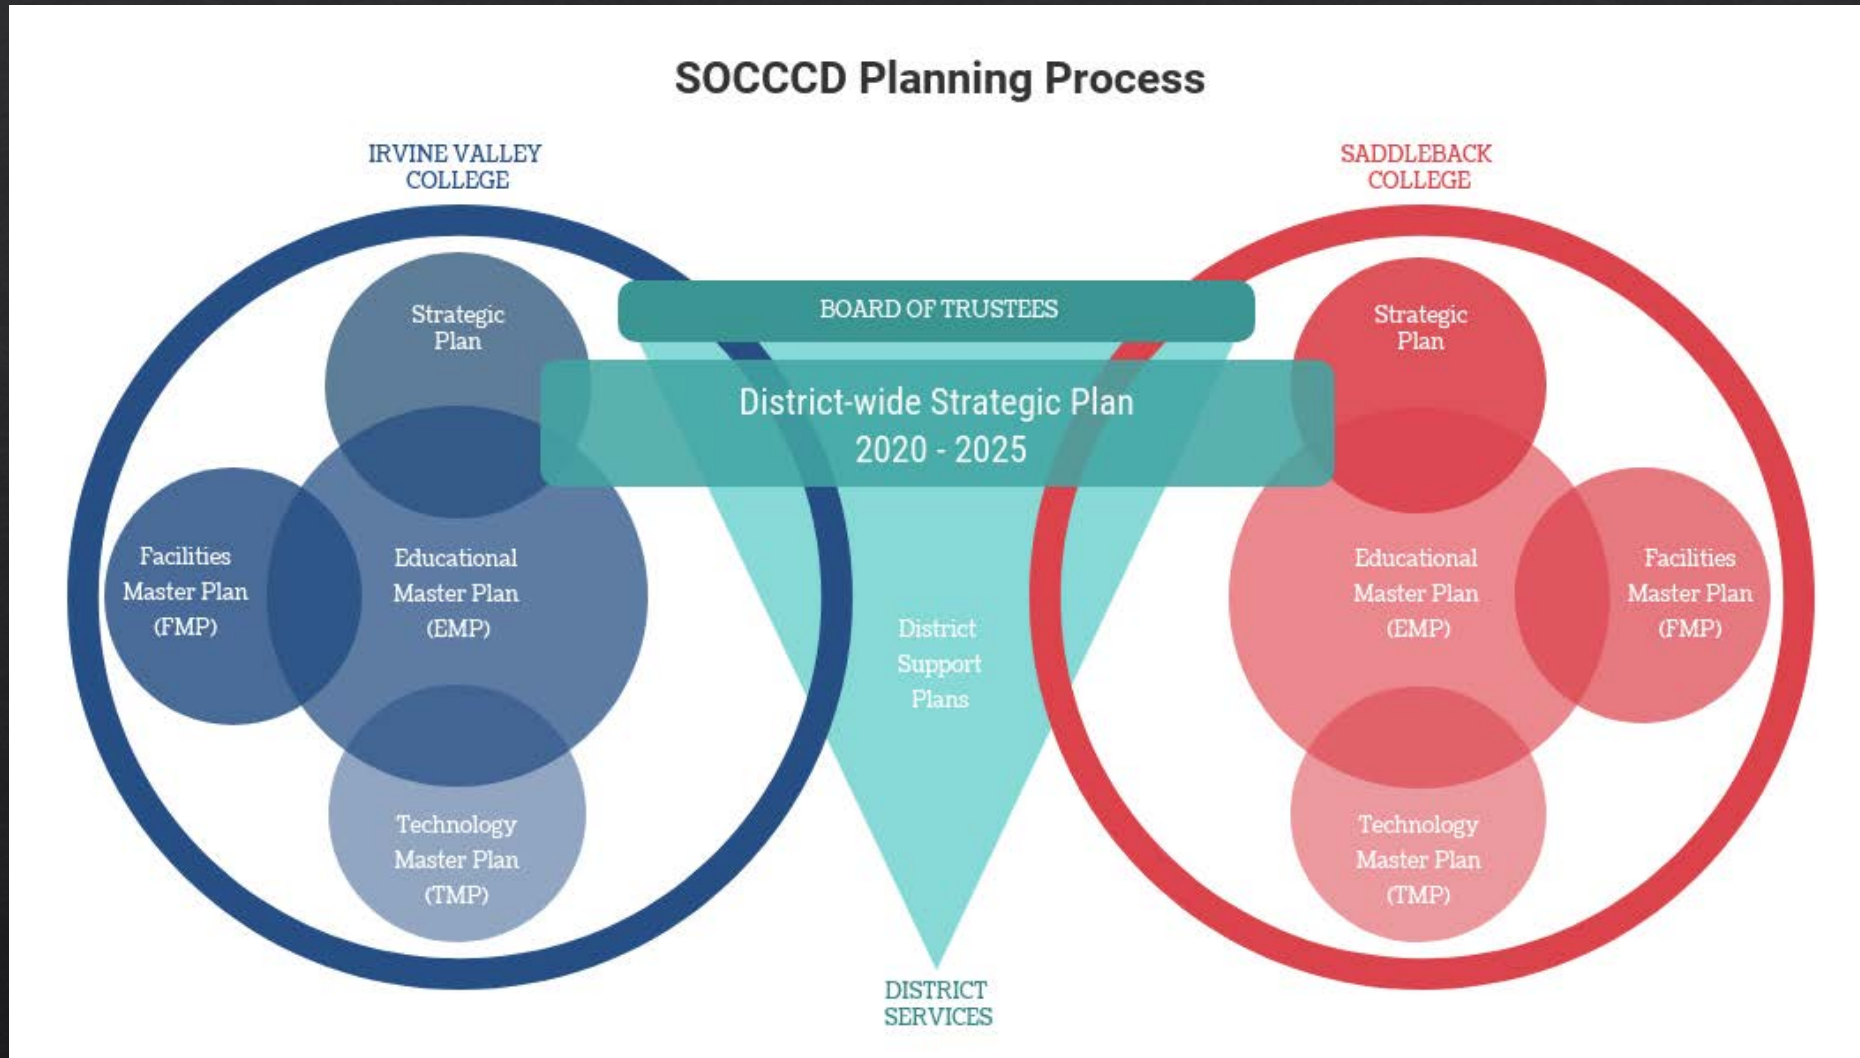 SOCCCD Planning Process
IRVINE VALLEY
COLLEGE
SADDLEBACK
COLLEGE
BOARD OF TRUSTEES
District-wide Strategic Plan
2020 - 2025
Strategic
Plan
Facilities
Master Plan
(FMP)
Educational
Master Plan
(EMP)
Technology
Master Plan
(TMP)
District
Support
Plans
DISTRICT
SERVICES
Strategic
Plan
Educational
Master Plan
(EMP)
Facilities
Master Plan
(FMP)
Technology
Master Plan
(TMP)